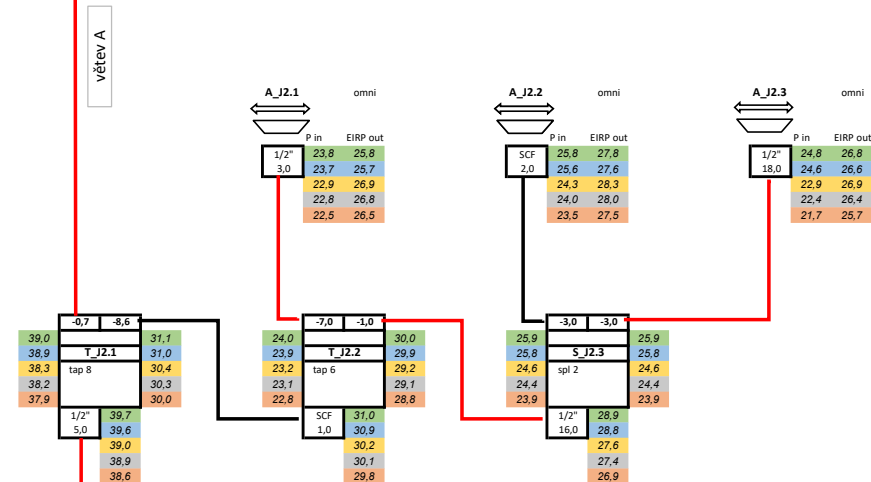 větev A
A_J2.1 omni
A_J2.2 omni
A_J2.3 omni
P in EIRP out
P in EIRP out
P in EIRP out
1/2" 23,8 25,8
3,0 23,7 25,7
22,9 26,9
22,8 26,8
22,5 26,5
SCF 25,8 27,8
2,0 25,6 27,6
24,3 28,3
24,0 28,0
23,5 27,5
1/2" 24,8 26,8
18,0 24,6 26,6
22,9 26,9
22,4 26,4
21,7 25,7
-0,7 -8,6
39,0 31,1
38,9 T_J2.1 31,0
38,3 tap 8 30,4
38,2 30,3
37,9 30,0
1/2" 39,7
5,0 39,6
39,0
38,9
38,6
-7,0 -1,0
24,0 30,0
23,9 T_J2.2 29,9
23,2 tap 6 29,2
23,1 29,1
22,8 28,8
SCF 31,0
1,0 30,9
30,2
30,1
29,8
-3,0 -3,0
25,9 25,9
25,8 S_J2.3 25,8
24,6 spl 2 24,6
24,4 24,4
23,9 23,9
1/2" 28,9
16,0 28,8
27,6
27,4
26,9